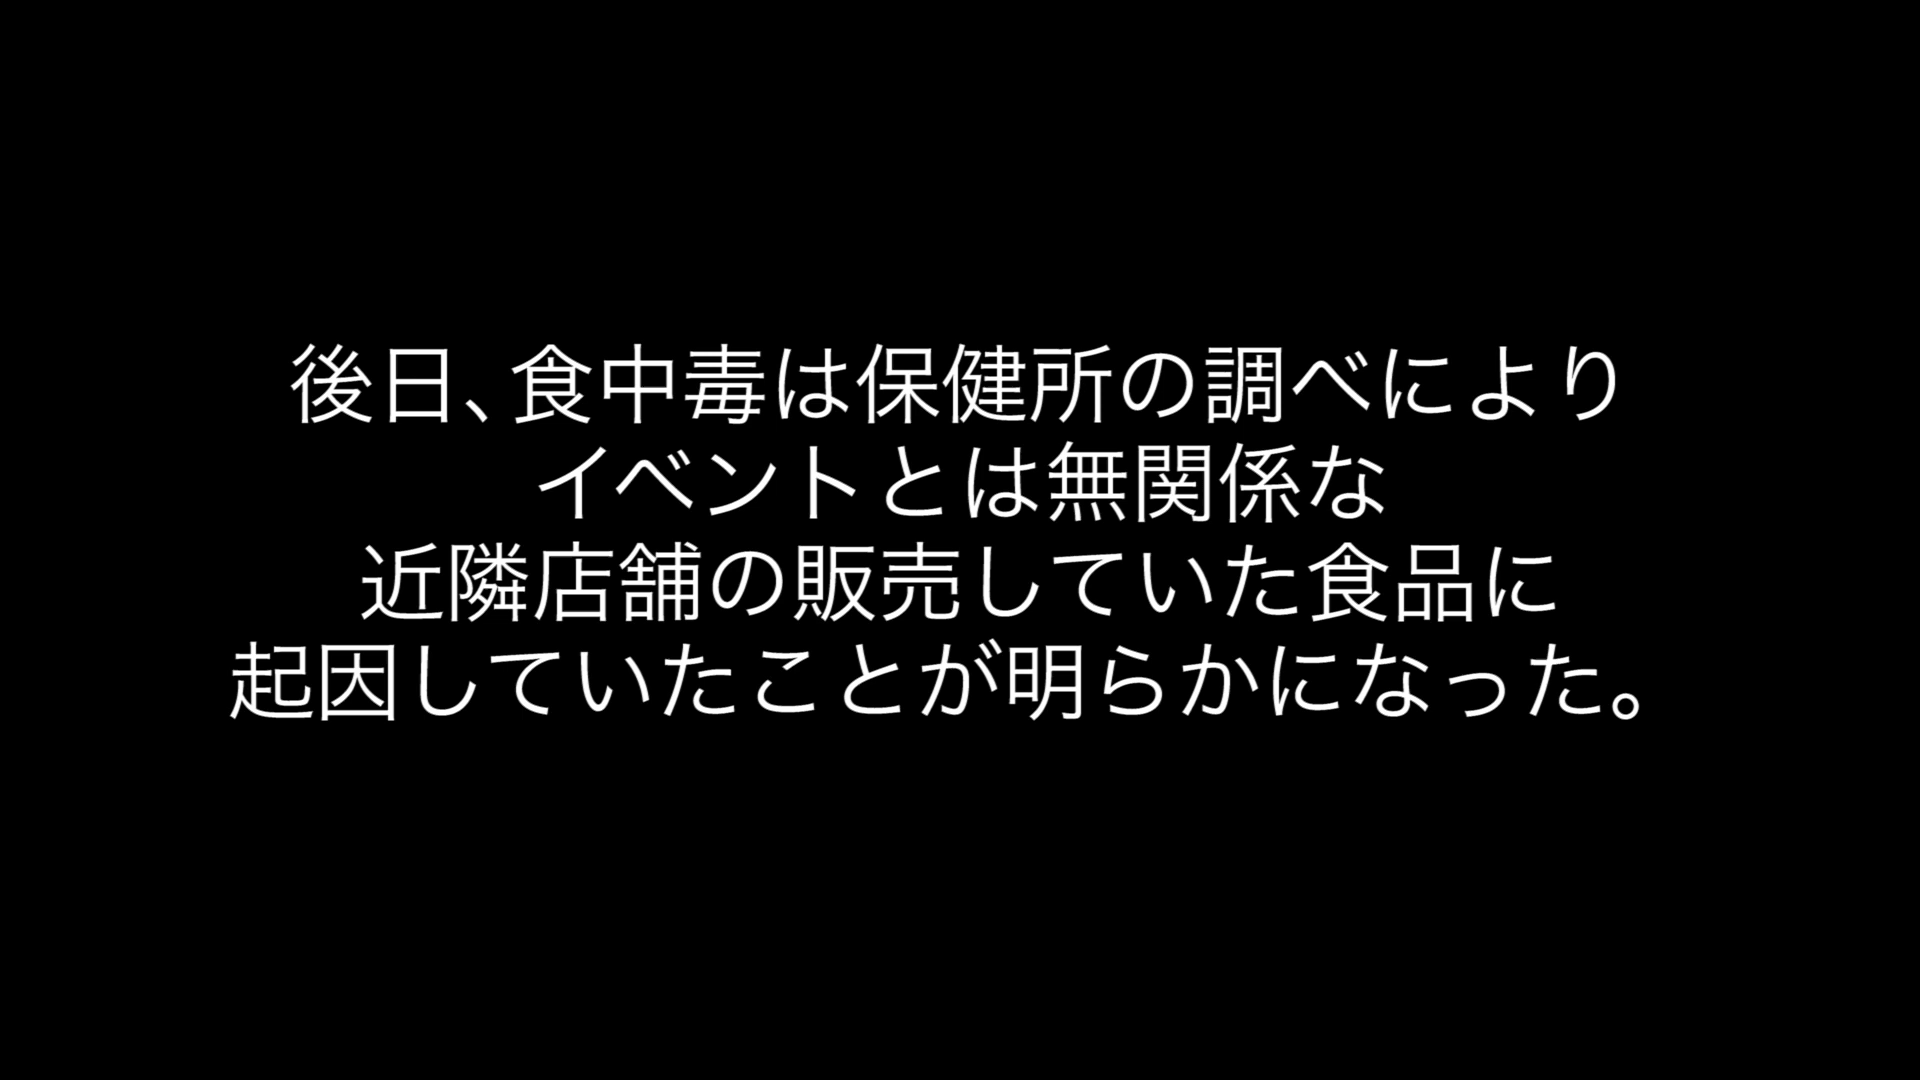 後日、食中毒は保健所の調べにより
イベントとは無関係な
近隣店舗の販売していた食品に
起因していたことが明らかになった。